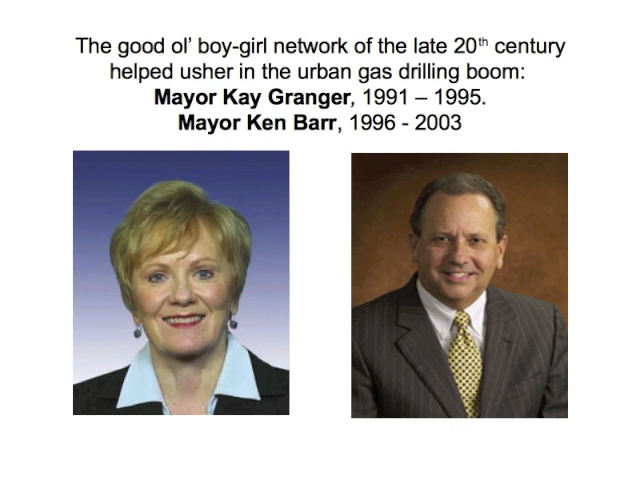 The good ol’ boy-girl network of the late 20th century
helped usher in the urban gas drilling boom:
Mayor Kay Granger, 1991 – 1995.
Mayor Ken Barr, 1996 - 2003